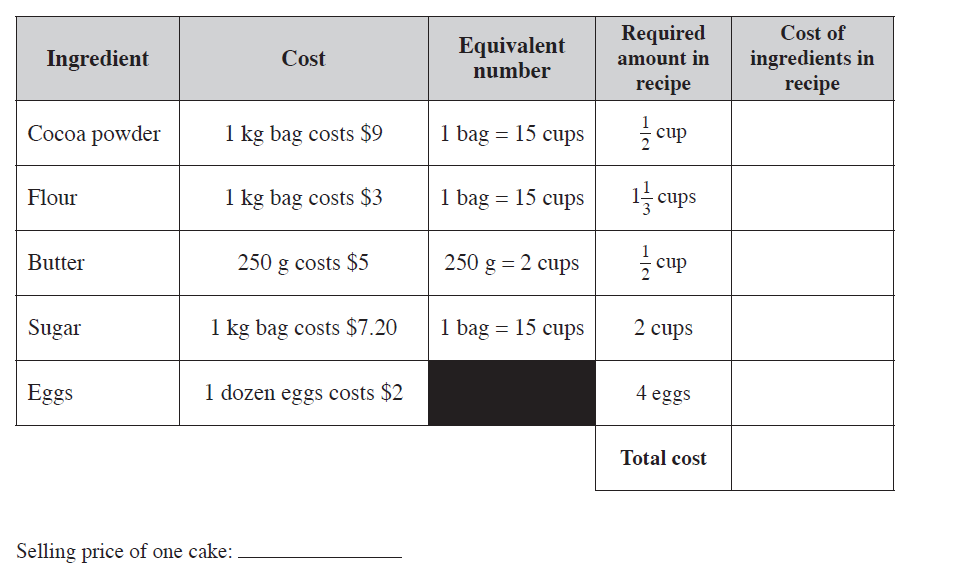 Ingredient
Cost
Equivalent
number
Required
amount in
recipe
Cost of
ingredients in
recipe
Cocoa powder
1 kg bag costs $9
1 bag = 15 cups
1/2 cup
Flour
1 kg bag costs $3
1 bag = 15 cups
1 1/3 cups
Butter
250 g costs $5
250 g = 2 cups
1/2 cup
Sugar
1 kg bag costs $7.20
1 bag = 15 cups
2 cups
Eggs
1 dozen eggs costs $2
4 eggs
Total cost
Selling price of one cake: